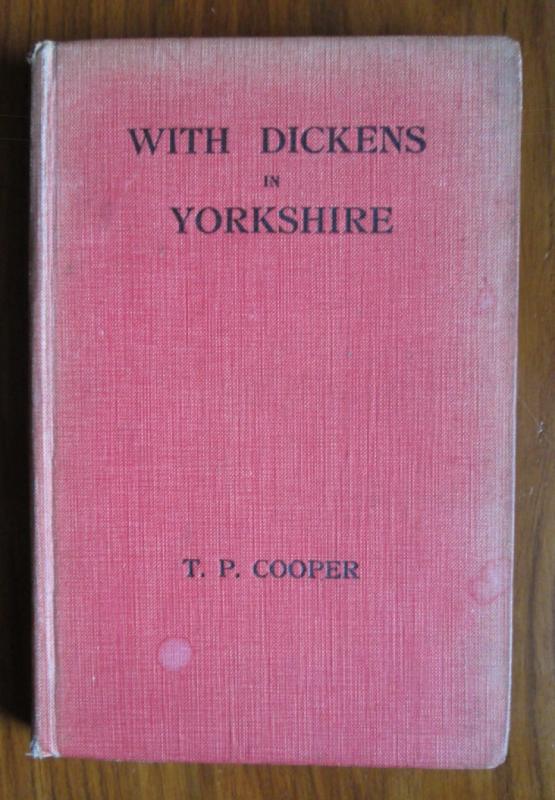 WITH DICKENS
IN
YORKSHIRE
T. P. COOPER